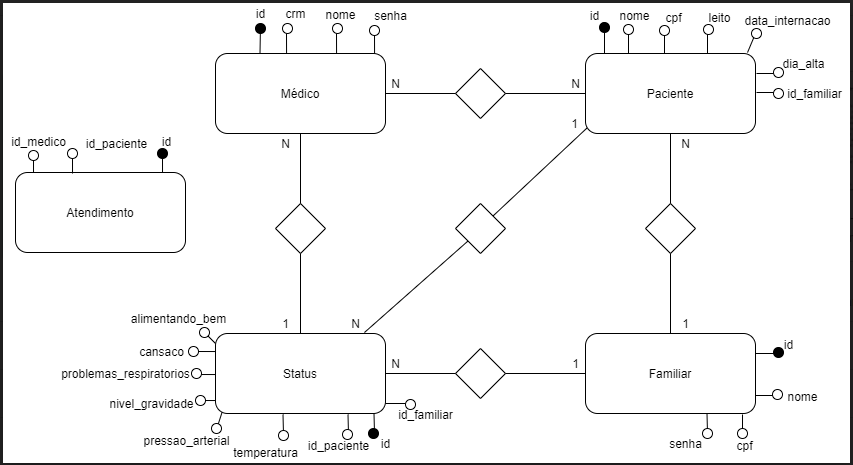 id
crm
nome
senha
Médico
N
N
id
nome
cpf
leito
data_internacao
dia_alta
id_familiar
Paciente
1
N
N
id_medico
id_paciente
id
Atendimento
1
N
1
alimentando_bem
cansaco
problemas_respiratorios
nivel_gravidade
pressao_arterial
temperatura
id_paciente
id
id_familiar
Status
N
1
Familiar
id
nome
senha
cpf